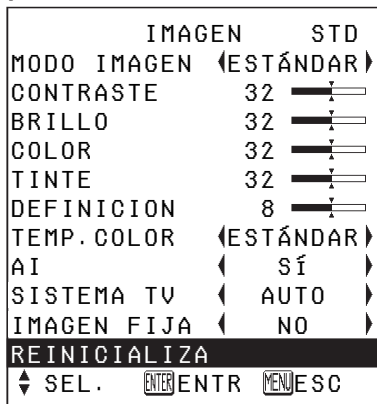 IMAGEN STD
MODO IMAGEN ESTÁNDAR
CONTRASTE 32
BRILLO 32
COLOR 32
TINTE 32
DEFINICION 8
TEMP.COLOR ESTÁNDAR
AI SÍ
SISTEMA TV AUTO
IMAGEN FIJA NO
REINICIALIZA
SEL. ENTER ENTR MENU ESC